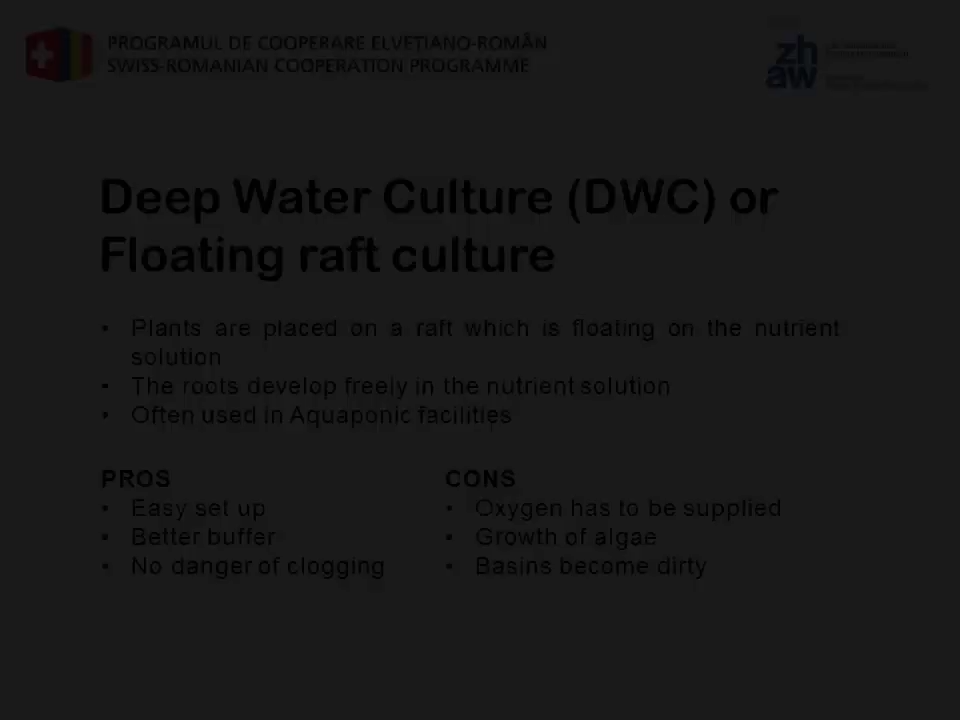 PROGRAMUL DE COOPERARE ELVEȚIANO-ROMÂN
SWISS-ROMANIAN COOPERATION PROGRAMME
zh
aw
Deep Water Culture (DWC) or
Floating raft culture
• Plants are placed on a raft which is floating on the nutrient
solution
• The roots develop freely in the nutrient solution
• Often used in Aquaponic facilities
PROS
• Easy set up
• Better buffer
• No danger of clogging
CONS
• Oxygen has to be supplied
• Growth of algae
• Basins become dirty